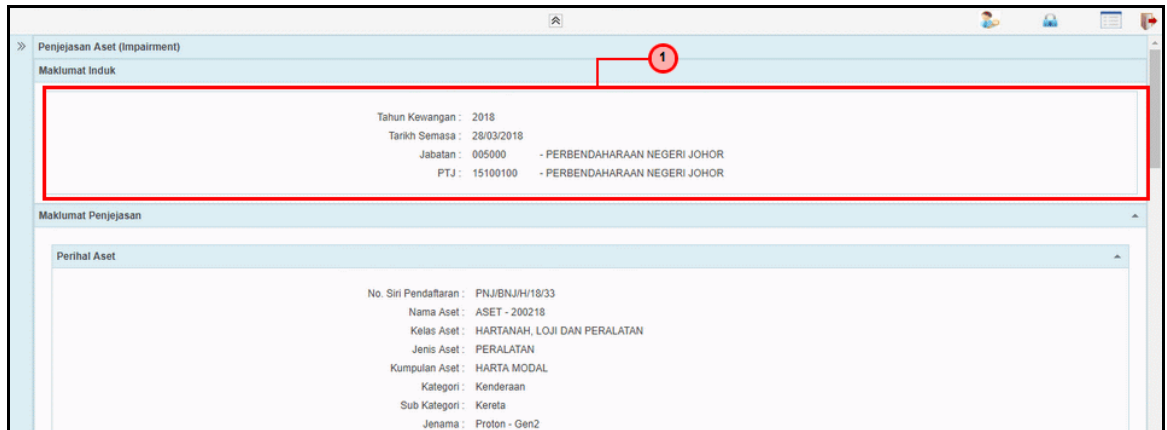 Penjejasan Aset (Impairment)
1
Maklumat Induk
Tahun Kewangan : 2018
Tarikh Semasa : 28/03/2018
Jabatan : 005000 - PERBENDAHARAAN NEGERI JOHOR
PTJ : 15100100 - PERBENDAHARAAN NEGERI JOHOR
Maklumat Penjejasan
Perihal Aset
No. Siri Pendaftaran : PNJ/BNJ/H/18/33
Nama Aset : ASET - 200218
Kelas Aset : HARTANAH, LOJI DAN PERALATAN
Jenis Aset : PERALATAN
Kumpulan Aset : HARTA MODAL
Kategori : Kenderaan
Sub Kategori : Kereta
Jenama : Proton - Gen2